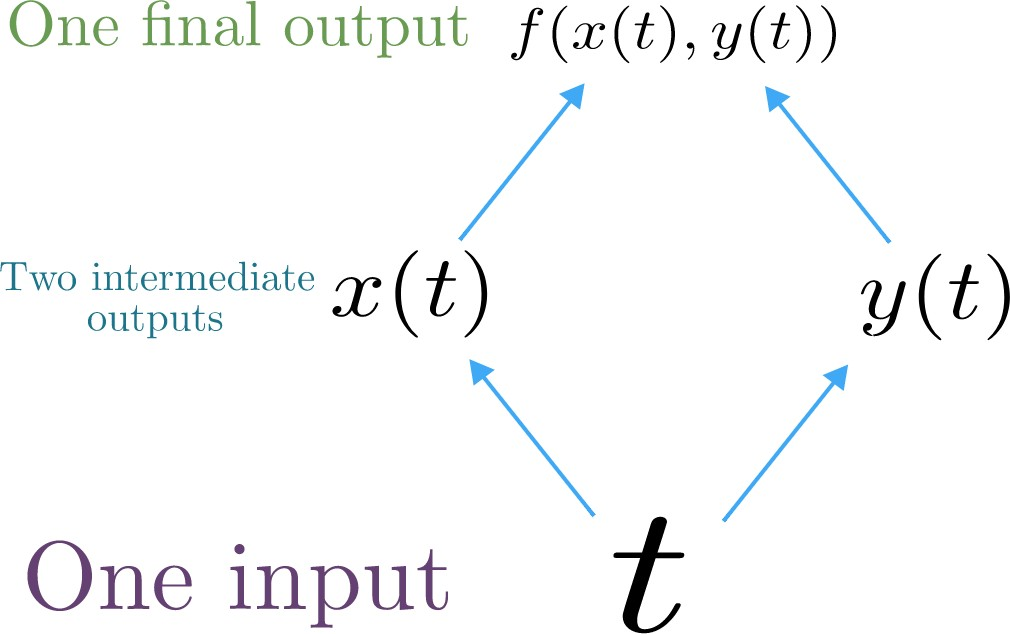 One final output f(x(t), y(t))
Two intermediate
outputs
x(t) y(t)
One input t